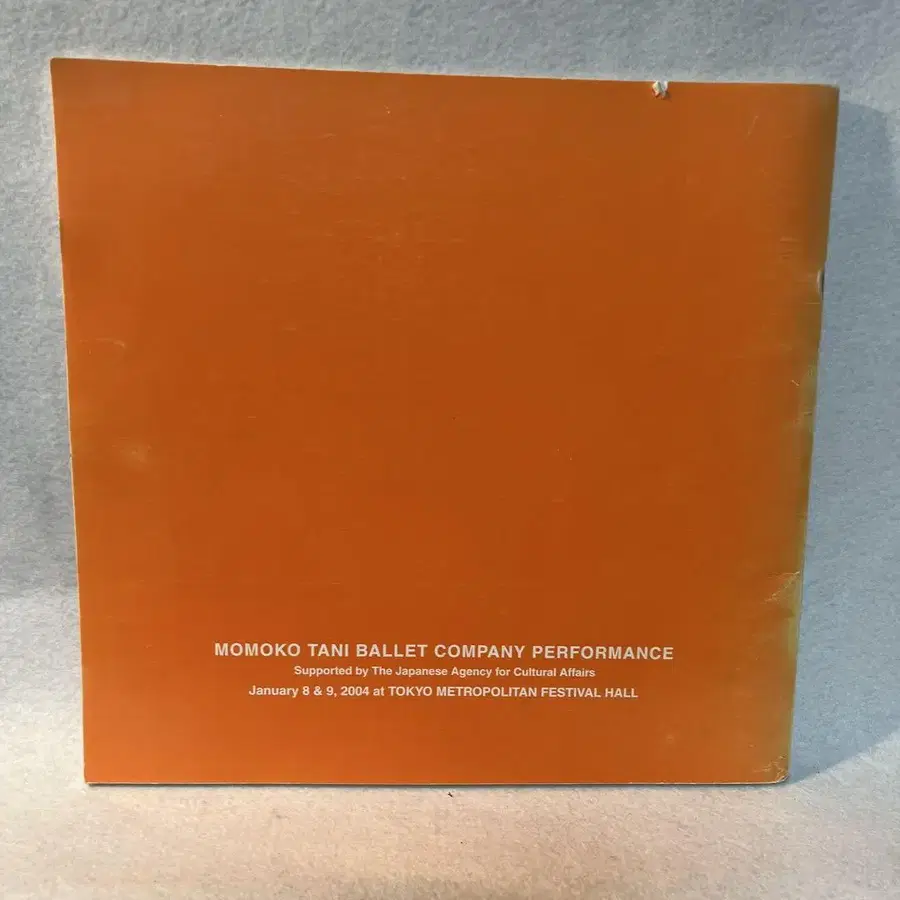 MOMOKO TANI BALLET COMPANY PERFORMANCE
Supported by The Japanese Agency for Cultural Affairs
January 8 & 9, 2004 at TOKYO METROPOLITAN FESTIVAL HALL